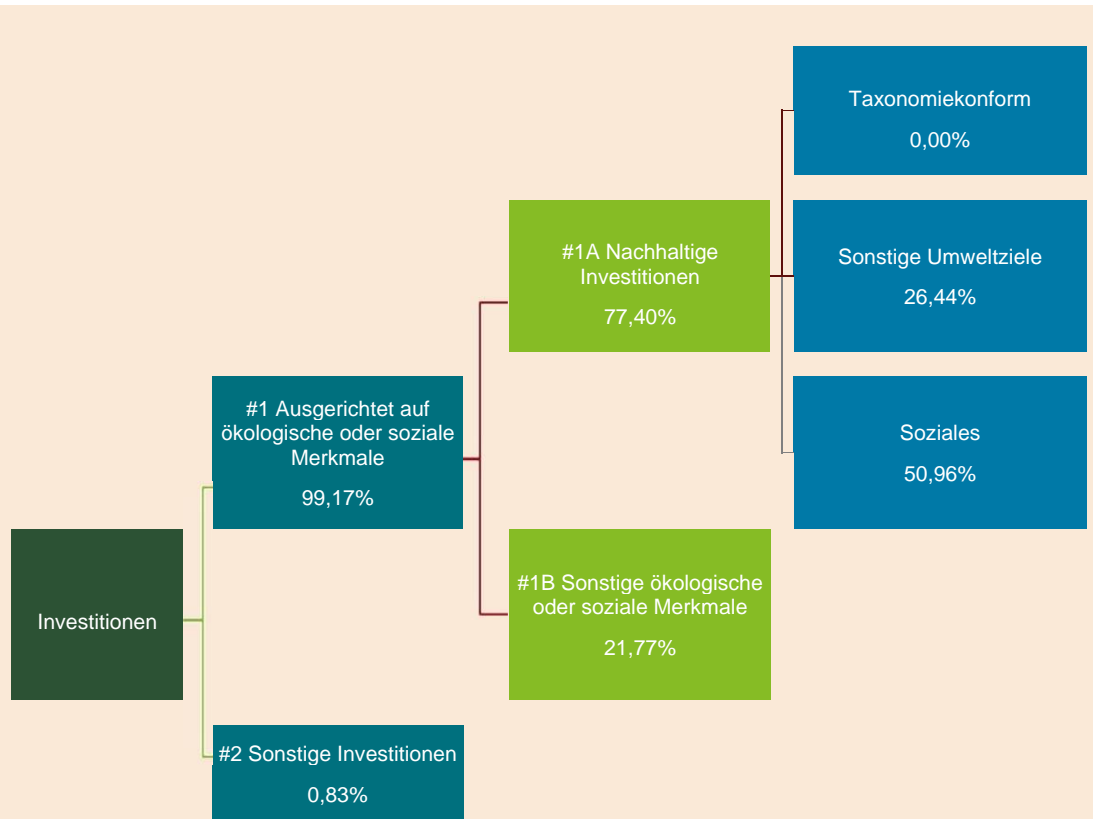 Investitionen
#1 Ausgerichtet auf
ökologische oder soziale
Merkmale
99,17%
#2 Sonstige Investitionen
0,83%
#1A Nachhaltige
Investitionen
77,40%
#1B Sonstige ökologische
oder soziale Merkmale
21,77%
Taxonomiekonform
0,00%
Sonstige Umweltziele
26,44%
Soziales
50,96%